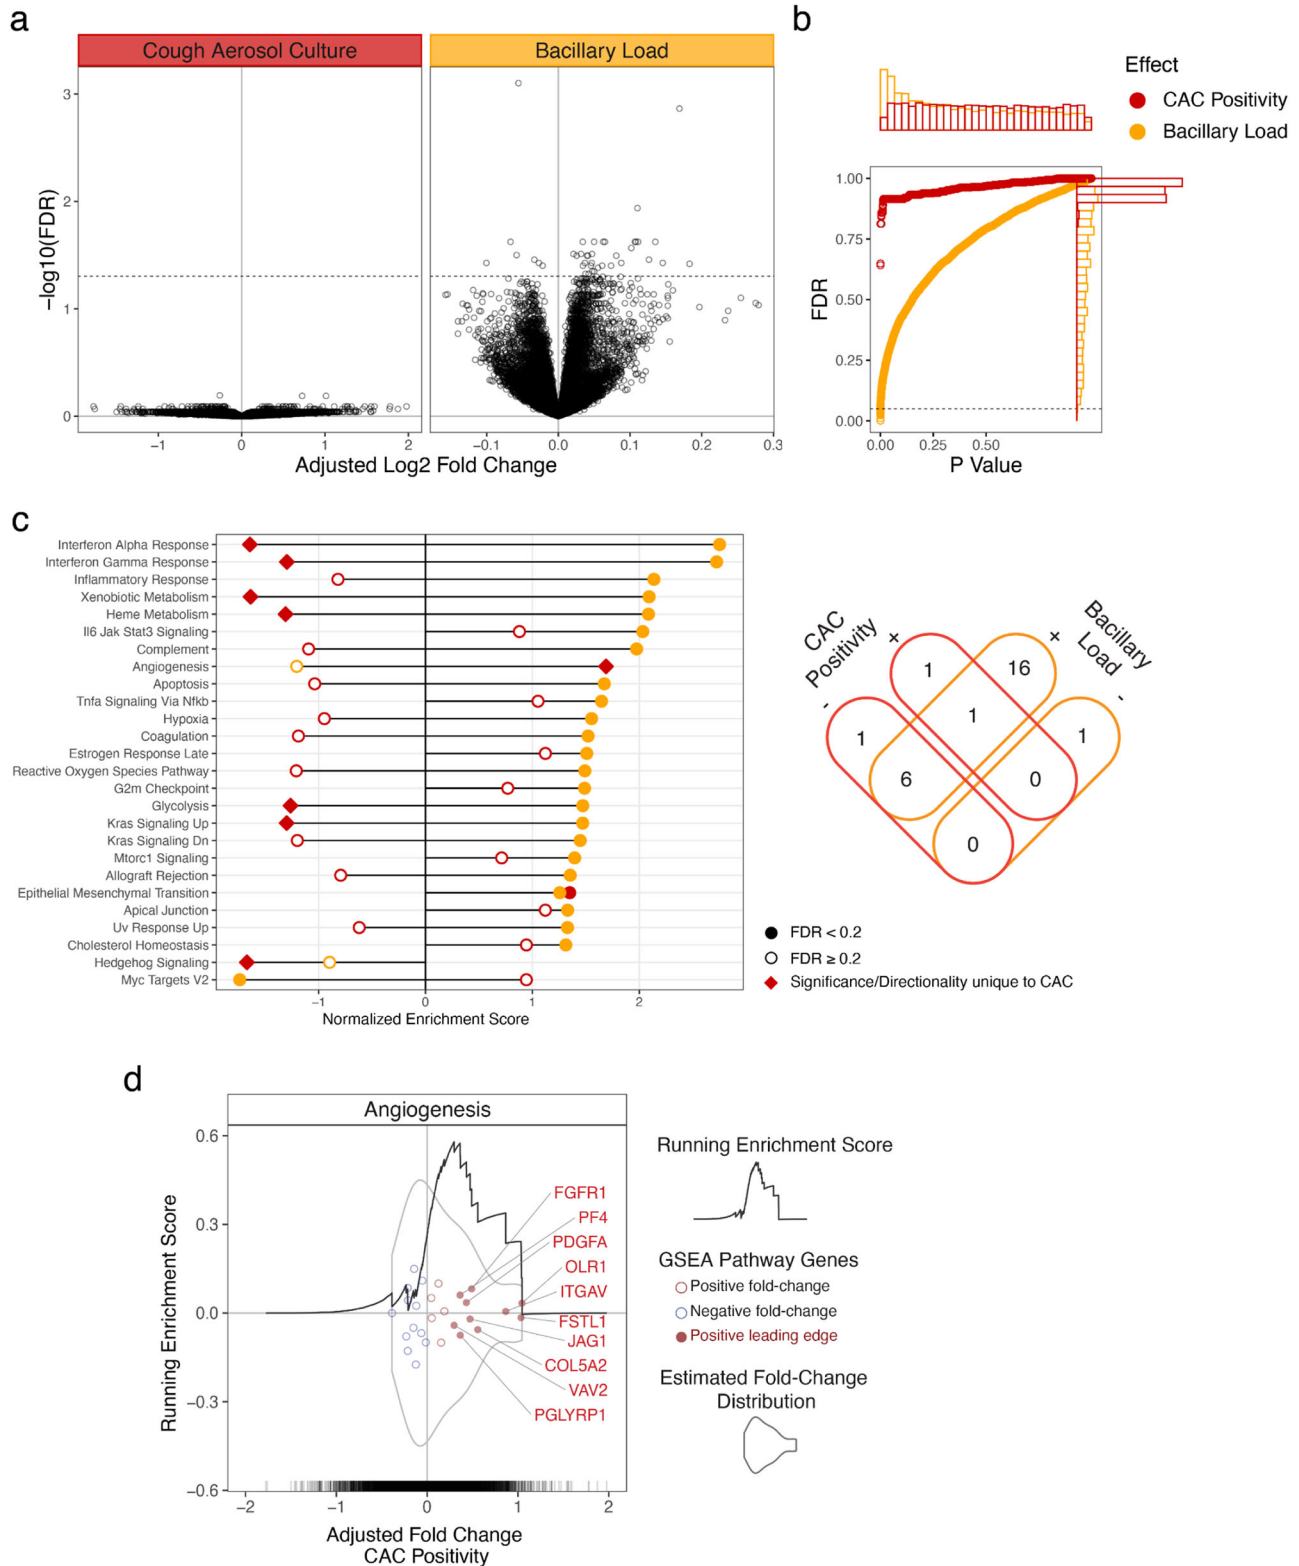 a
Cough Aerosol Culture
Bacillary Load
−log10(FDR)
3
2
1
0
−1
0
1
2
−0.1
0.0
0.1
0.2
0.3
Adjusted Log2 Fold Change
b
Effect
CAC Positivity
Bacillary Load
FDR
1.00
0.75
0.50
0.25
0.00
0.00
0.25
0.50
P Value
c
Interferon Alpha Response
Interferon Gamma Response
Inflammatory Response
Xenobiotic Metabolism
Heme Metabolism
Il6 Jak Stat3 Signaling
Complement
Angiogenesis
Apoptosis
Tnfa Signaling Via Nfkb
Hypoxia
Coagulation
Estrogen Response Late
Reactive Oxygen Species Pathway
G2m Checkpoint
Glycolysis
Kras Signaling Up
Kras Signaling Dn
Mtorc1 Signaling
Allograft Rejection
Epithelial Mesenchymal Transition
Apical Junction
Uv Response Up
Cholesterol Homeostasis
Hedgehog Signaling
Myc Targets V2
−1
0
1
2
Normalized Enrichment Score
CAC
Positivity
Bacillary
Load
+
+
-
-
1
16
1
1
1
6
0
0
FDR < 0.2
FDR ≥ 0.2
Significance/Directionality unique to CAC
d
Angiogenesis
Running Enrichment Score
0.6
0.3
0.0
−0.3
−0.6
FGFR1
PF4
PDGFA
OLR1
ITGAV
FSTL1
JAG1
COL5A2
VAV2
PGLYRP1
−2
−1
0
1
2
Adjusted Fold Change
CAC Positivity
Running Enrichment Score
GSEA Pathway Genes
Positive fold-change
Negative fold-change
Positive leading edge
Estimated Fold-Change
Distribution